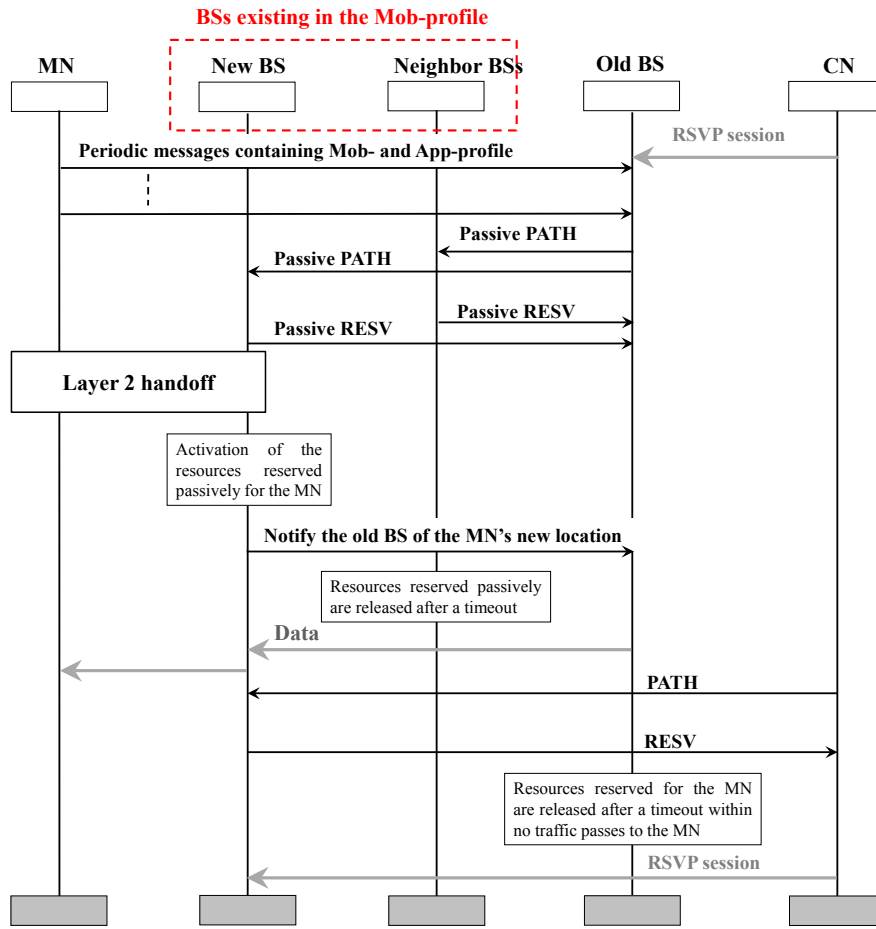 BSs existing in the Mob-profile
MN
New BS
Neighbor BSs
Old BS
CN
RSVP session
Periodic messages containing Mob- and App-profile
Passive PATH
Passive PATH
Passive RESV
Passive RESV
Layer 2 handoff
Activation of the
resources reserved
passively for the MN
Notify the old BS of the MN's new location
Resources reserved passively
are released after a timeout
Data
PATH
RESV
Resources reserved for the MN
are released after a timeout within
no traffic passes to the MN
RSVP session